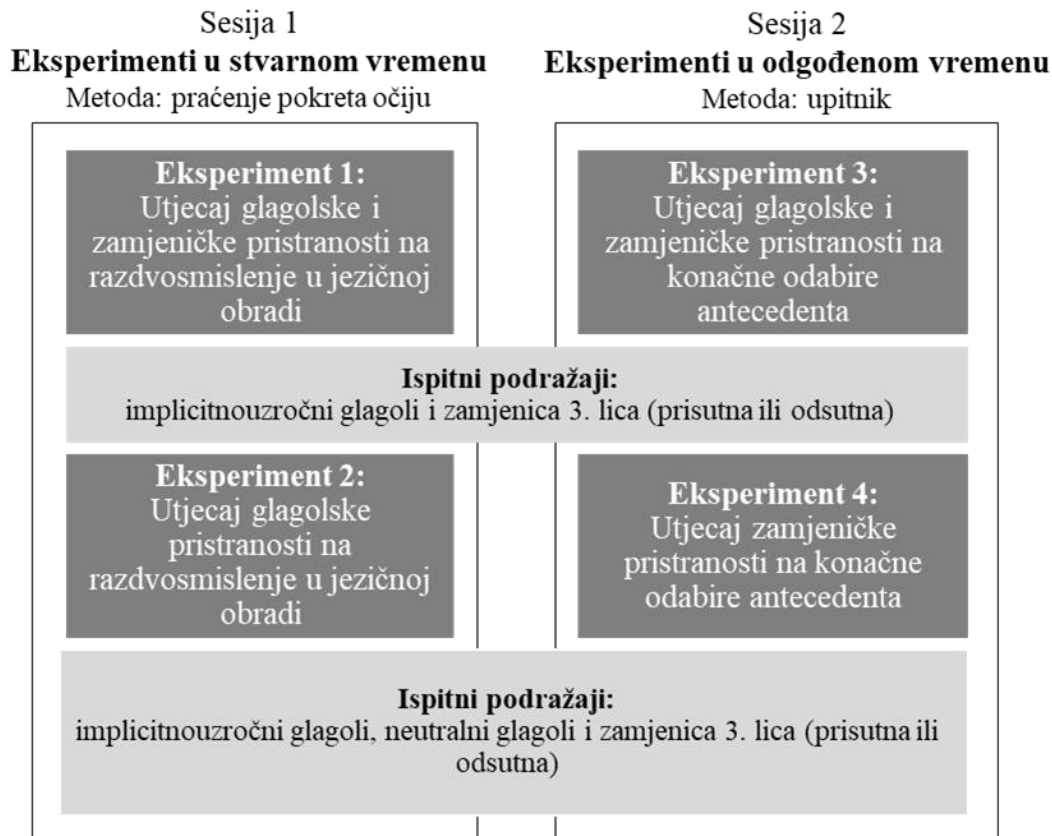 Sesija 1
Eksperimenti u stvarnom vremenu
Metoda: praćenje pokreta očiju
Sesija 2
Eksperimenti u odgođenom vremenu
Metoda: upitnik
Eksperiment 1:
Utjecaj glagolske i
zamjeničke pristranosti na
razdvosmislenje u jezičnoj
obradi
Eksperiment 3:
Utjecaj glagolske i
zamjeničke pristranosti na
konačne odabire
antecedenta
Ispitni podražaji:
implicitnouzročni glagoli i zamjenica 3. lica (prisutna ili odsutna)
Eksperiment 2:
Utjecaj glagolske
pristranosti na
razdvosmislenje u jezičnoj
obradi
Eksperiment 4:
Utjecaj zamjeničke
pristranosti na konačne
odabire antecedenta
Ispitni podražaji:
implicitnouzročni glagoli, neutralni glagoli i zamjenica 3. lica (prisutna ili
odsutna)